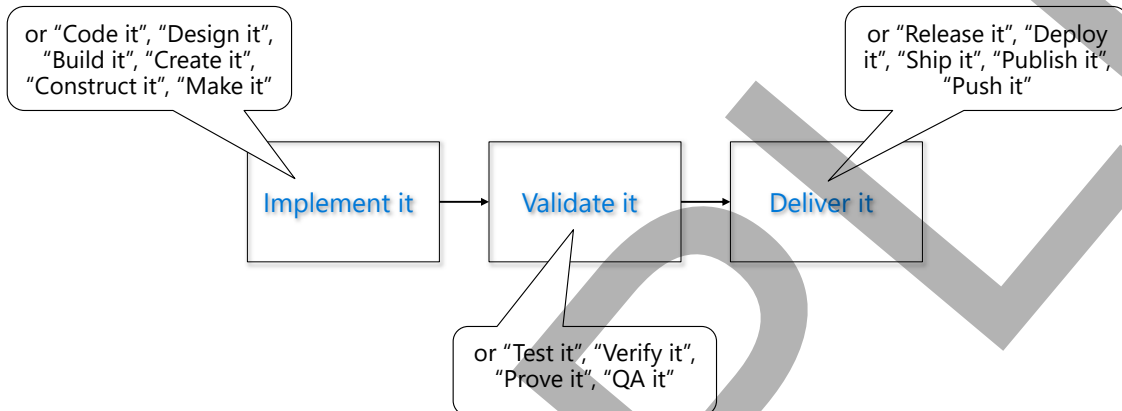 or “Code it”, “Design it”,
“Build it”, “Create it”,
“Construct it”, “Make it”
or “Release it”, “Deploy
it”, “Ship it”, “Publish it”,
“Push it”
Implement it
Validate it
Deliver it
or “Test it”, “Verify it”,
“Prove it”, “QA it”